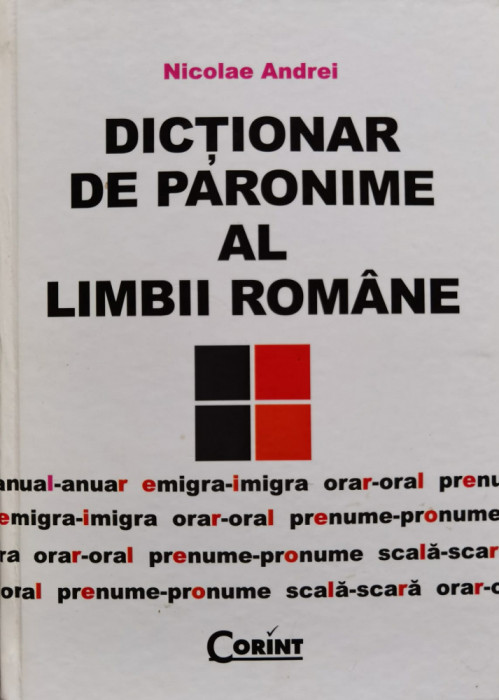 Nicolae Andrei
DICȚIONAR
DE PARONIME
AL
LIMBII ROMÂNE
anual-anuar emigra-imigra orar-oral prenu
emigra-imigra orar-oral prenume-pronume
ra orar-oral prenume-pronume scală-scar
oral prenume-pronume scală-scară orar-o
CORINT